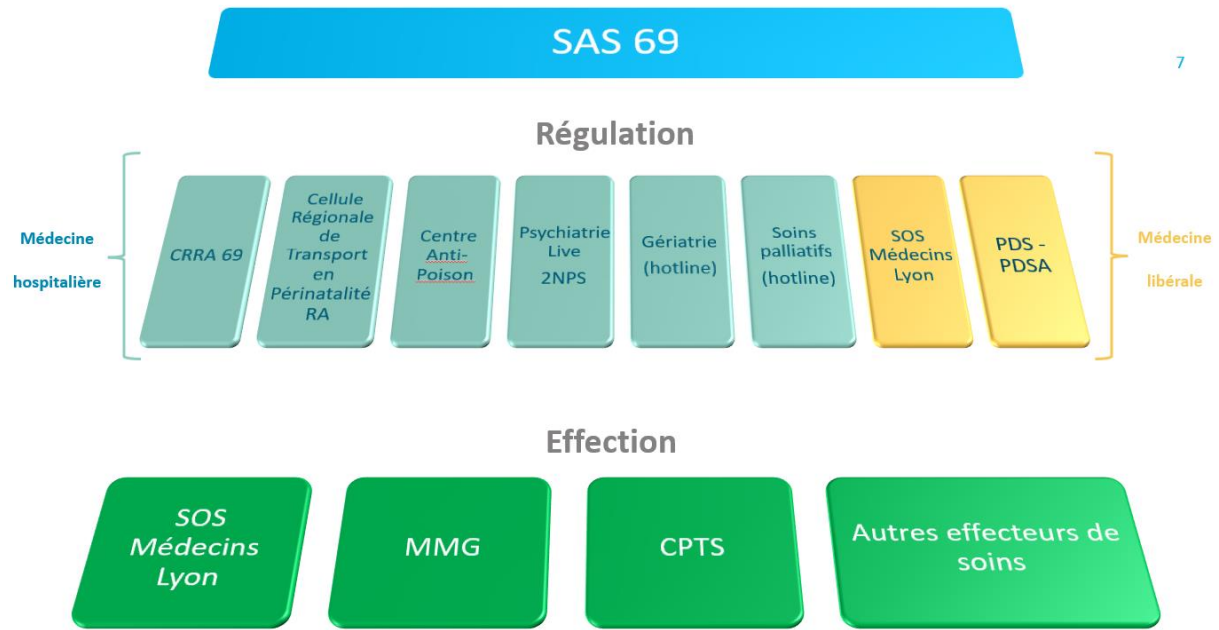 SAS 69
7
Régulation
Médecine
hospitalière
CRRA 69
Cellule
Régionale
de
Transport
en
Périnatalité
RA
Centre
Anti-
Poison
Psychiatrie
Live
2NPS
Gériatrie
(hotline)
Soins
palliatifs
(hotline)
SOS
Médecins
Lyon
PDS -
PDSA
Médecine
libérale
Effection
SOS
Médecins
Lyon
MMG
CPTS
Autres effecteurs de
soins